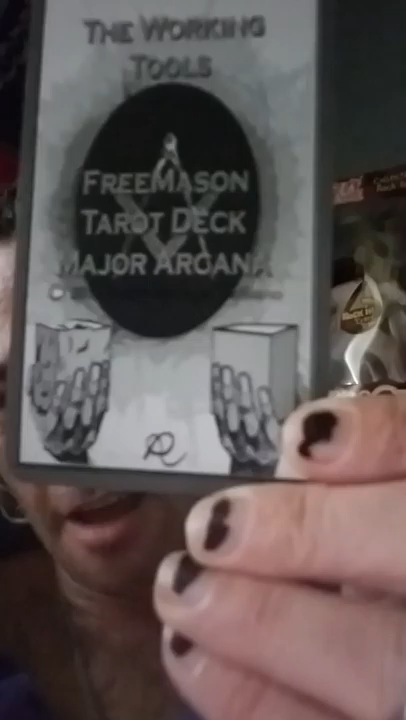 THE WORKING
TOOLS
FREEMASON
TAROT DECK
MAJOR ARCANA